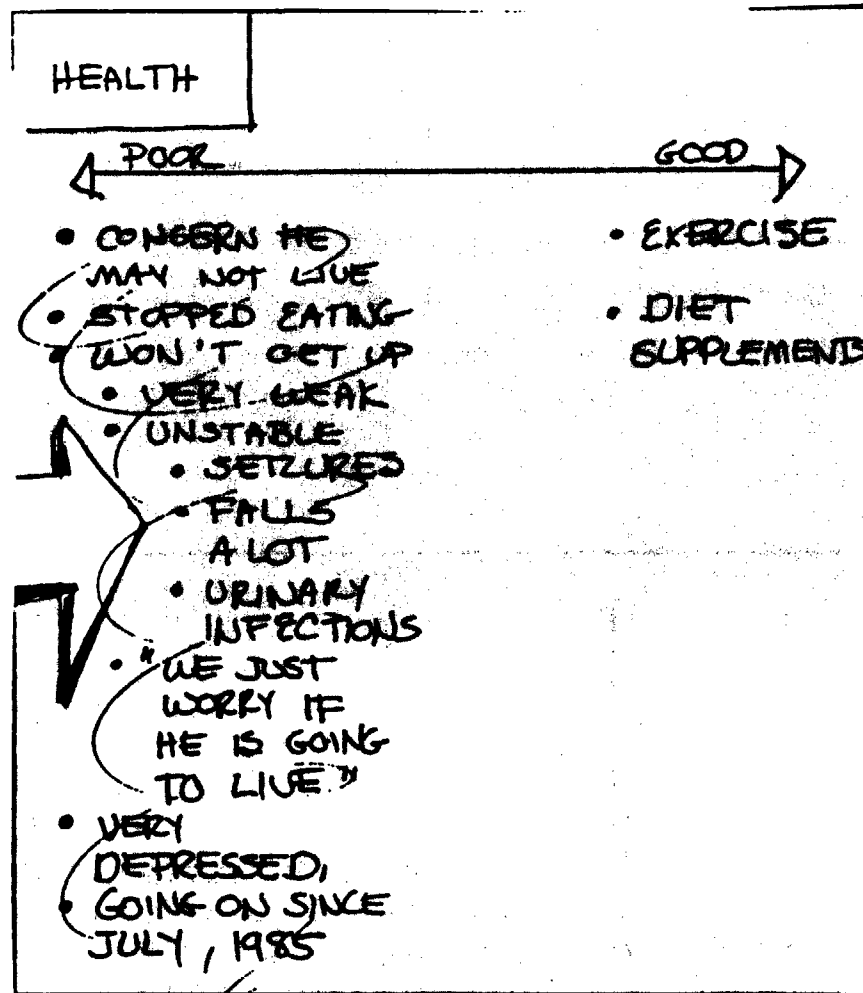 HEALTH
POOR
GOOD
• CONCERN HE
MAY NOT LIVE
• STOPPED EATING
• WON'T GET UP
• VERY WEAK
• UNSTABLE
• SEIZURES
• FALLS
A LOT
• URINARY
INFECTIONS
• "WE JUST
WORRY IF
HE IS GOING
TO LIVE"
• VERY
DEPRESSED,
• GOING ON SINCE
JULY, 1985
• EXERCISE
• DIET
SUPPLEMENTS